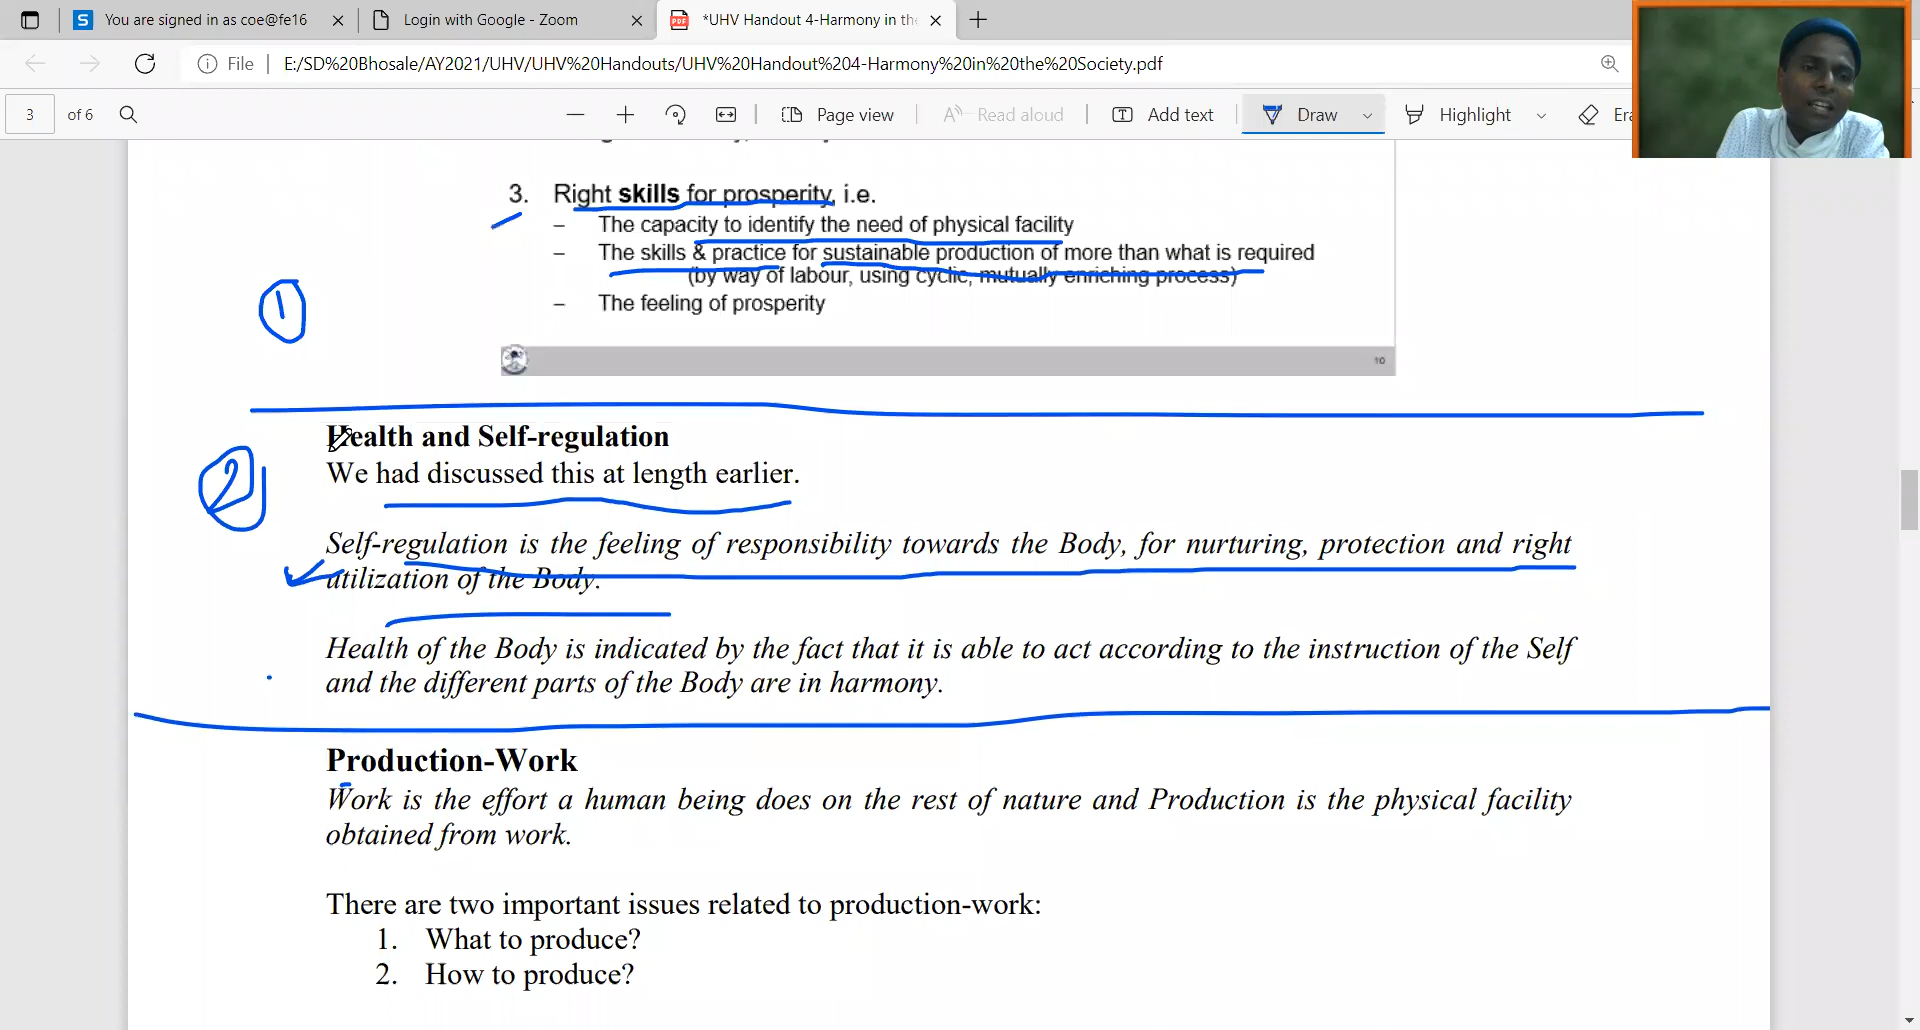 You are signed in as coe@fe16
Login with Google - Zoom
*UHV Handout 4-Harmony in the
File
E:/SD%20Bhosale/AY2021/UHV/UHV%20Handouts/UHV%20Handout%204-Harmony%20in%20the%20Society.pdf
3 of 6
Page view
Read aloud
Add text
Draw
Highlight
3. Right skills for prosperity, i.e.
– The capacity to identify the need of physical facility
– The skills & practice for sustainable production of more than what is required
(by way of labour, using cyclic, mutually enriching process)
– The feeling of prosperity
1
10
Health and Self-regulation
We had discussed this at length earlier.
2
Self-regulation is the feeling of responsibility towards the Body, for nurturing, protection and right
utilization of the Body.
Health of the Body is indicated by the fact that it is able to act according to the instruction of the Self
and the different parts of the Body are in harmony.
Production-Work
Work is the effort a human being does on the rest of nature and Production is the physical facility
obtained from work.
There are two important issues related to production-work:
1. What to produce?
2. How to produce?